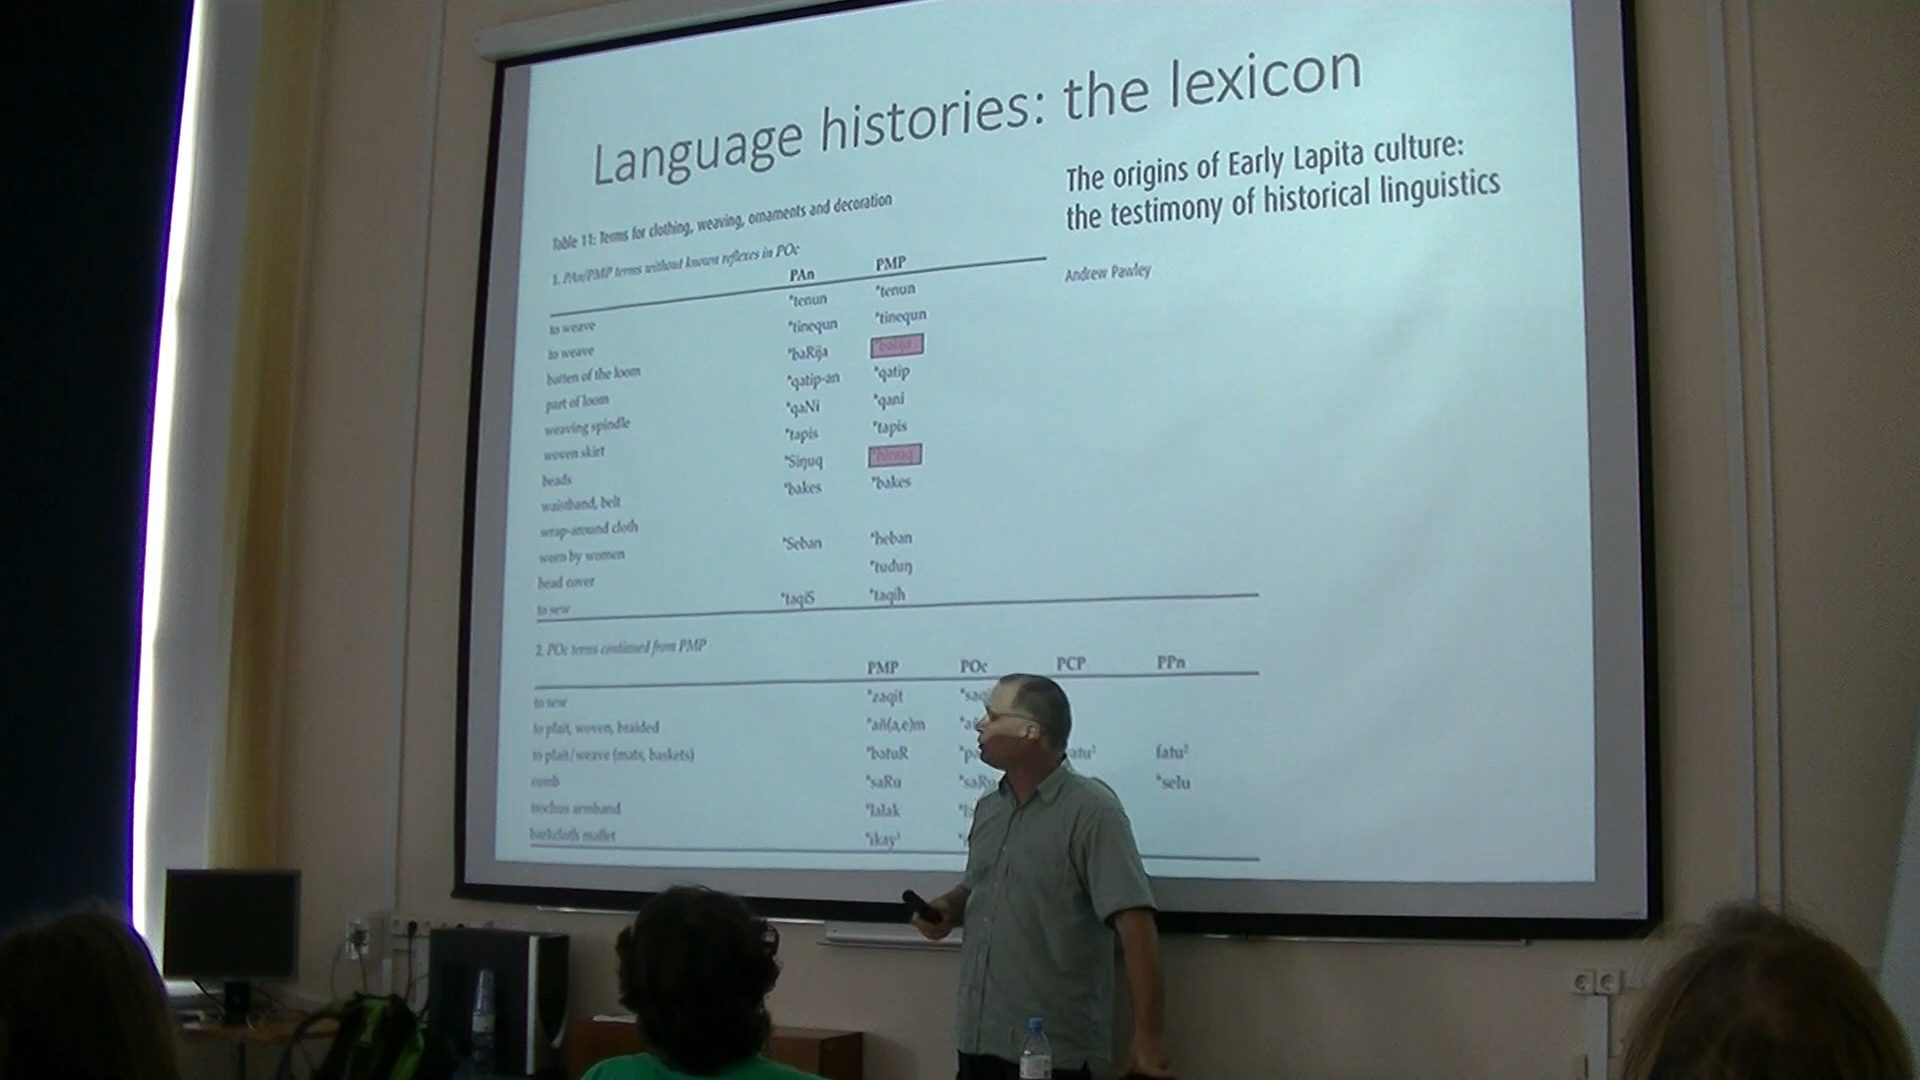 Language histories: the lexicon
The origins of Early Lapita culture:
the testimony of historical linguistics
Andrew Pawley
Table 11: Terms for clothing, weaving, ornaments and decoration
1. PAn/PMP terms without known reflexes in POc
PAn PMP
to weave *tenun *tenun
to weave *tinequn *tinequn
batten of the loom *baRija
part of loom *qatip-an *qatip
weaving spindle *qaNi *qani
woven skirt *tapis *tapis
beads *Siŋuq
waistband, belt *bakes *bakes
wrap-around cloth
worn by women *Seban *heban
head cover *tuduŋ
to sew *taqiS *taqih
2. POc terms continued from PMP
PMP POc PCP PPn
to sew *zaqit
to plait, woven, braided *añ(a,e)m
to plait/weave (mats, baskets) *batuR fatu²
comb *saRu *saRu *selu
trochus armband *lalak
barkcloth mallet *ikay¹